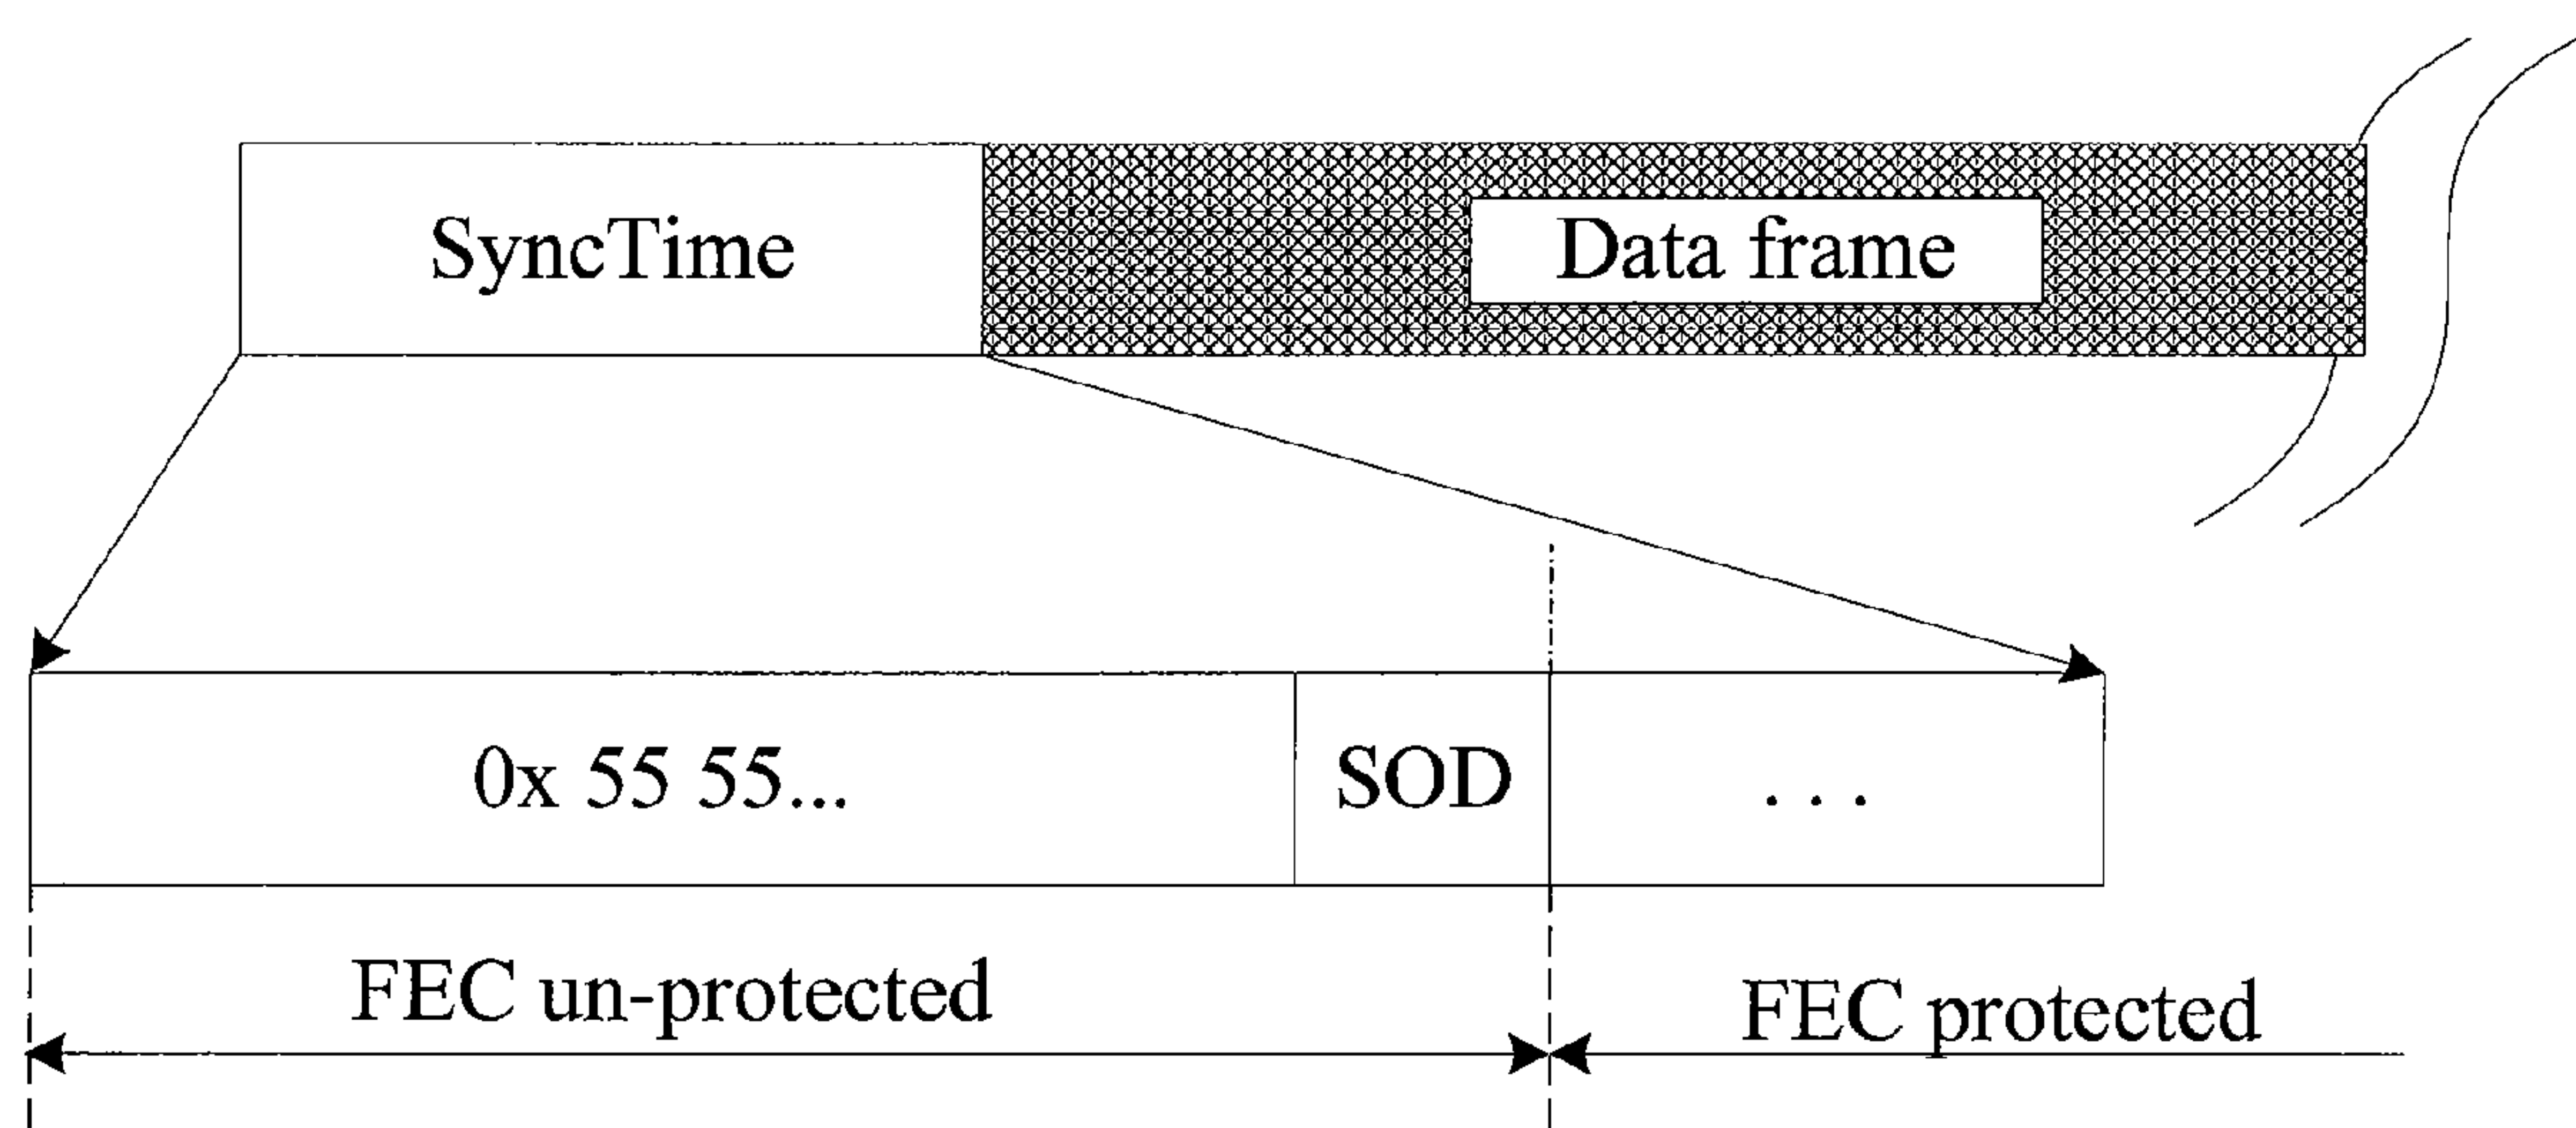 SyncTime
Data frame
0x 55 55...
SOD
. . .
FEC un-protected
FEC protected